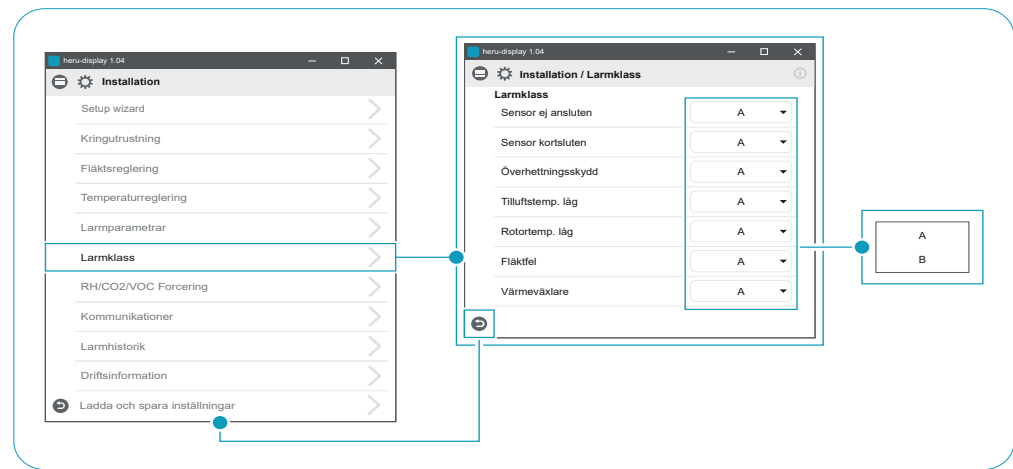 heru-display 1.04
Installation
Setup wizard
Kringutrustning
Fläktsreglering
Temperaturreglering
Larmparametrar
Larmklass
RH/CO2/VOC Forcering
Kommunikationer
Larmhistorik
Driftsinformation
Ladda och spara inställningar
heru-display 1.04
Installation / Larmklass
Larmklass
Sensor ej ansluten A
Sensor kortsluten A
Överhettningsskydd A
Tilluftstemp. låg A
Rotortemp. låg A
Fläktfel A
Värmeväxlare A
A
B